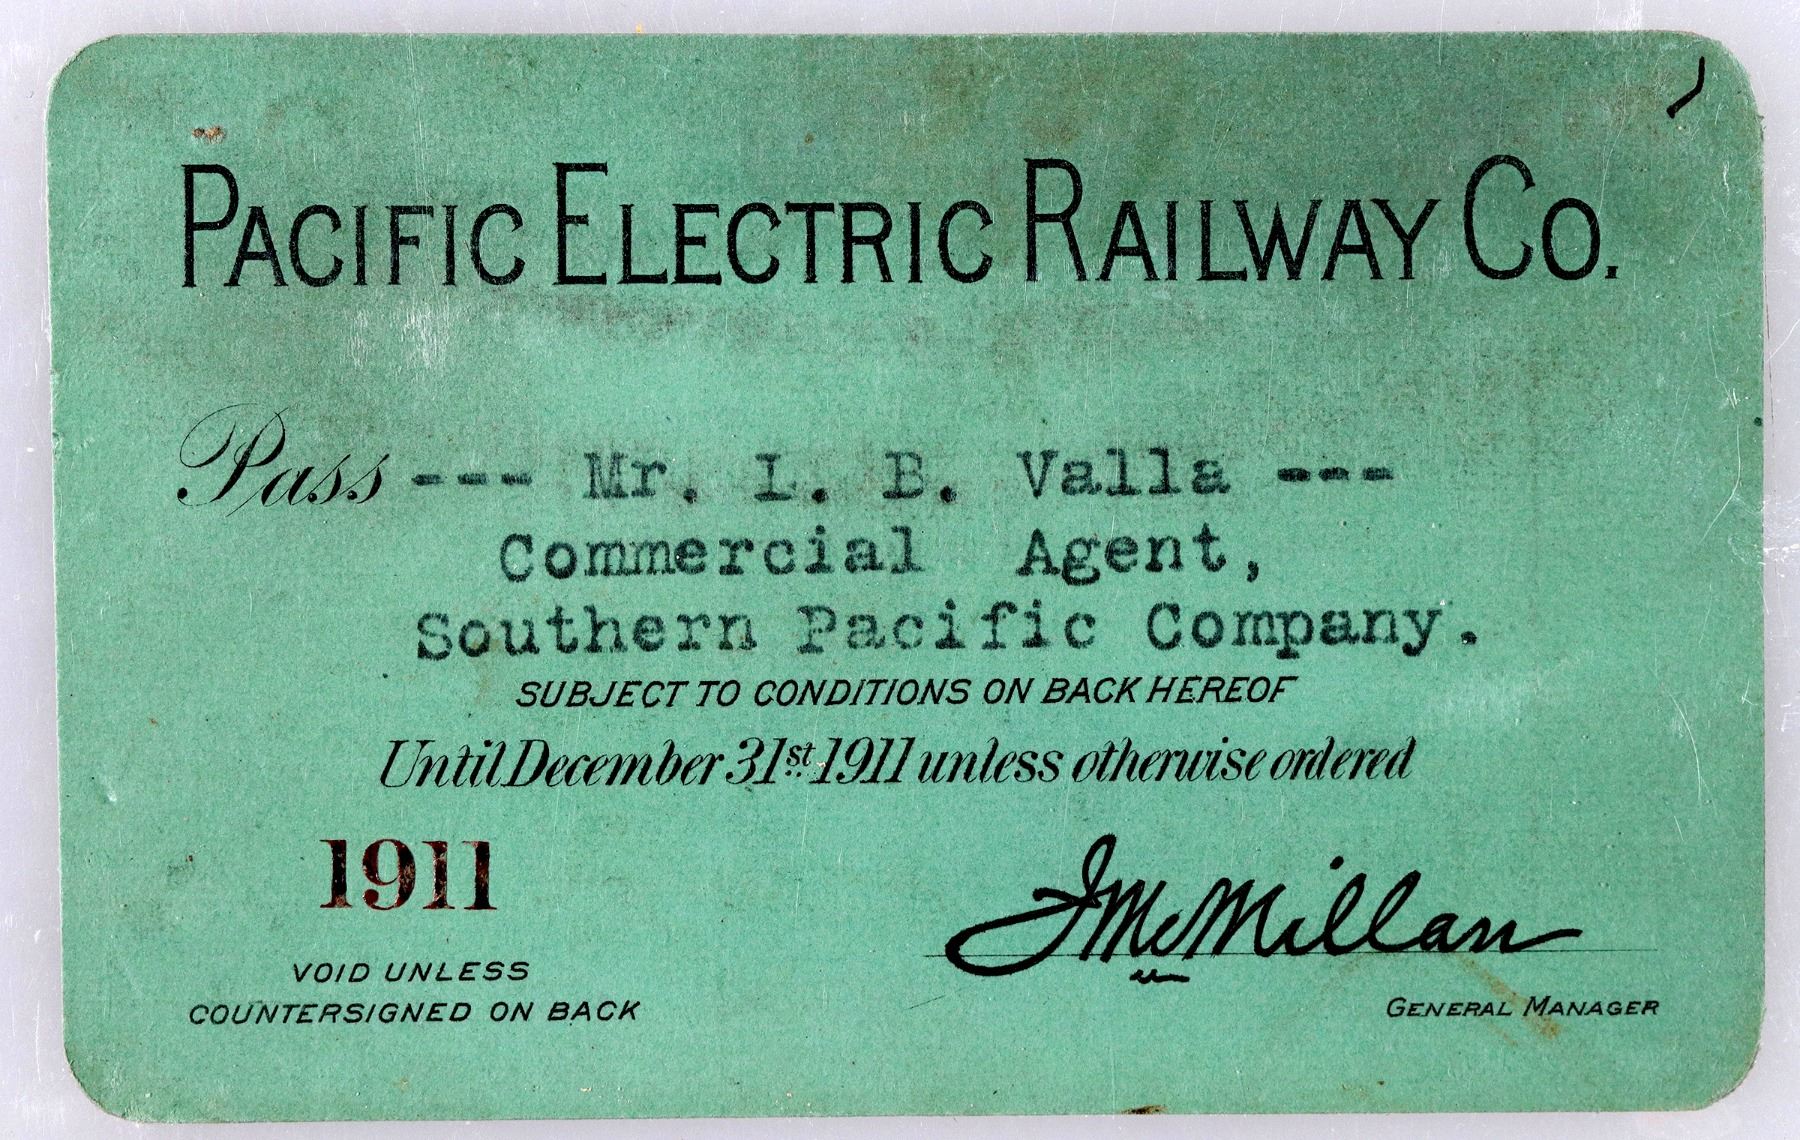 PACIFIC ELECTRIC RAILWAY CO.
Pass --- Mr. L. B. Valla ---
Commercial Agent,
Southern Pacific Company.
SUBJECT TO CONDITIONS ON BACK HEREOF
Until December 31st 1911 unless otherwise ordered
1911
JMcMillan
VOID UNLESS
COUNTERSIGNED ON BACK
GENERAL MANAGER